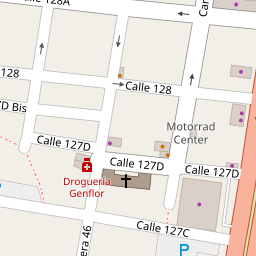 Calle 128A
Car
128
Calle 128
7D Bis
Motorrad
Center
Calle 127D
Calle 127D
Calle 127D
Droguería
Genflor
Calle 127C
era 46
P
P